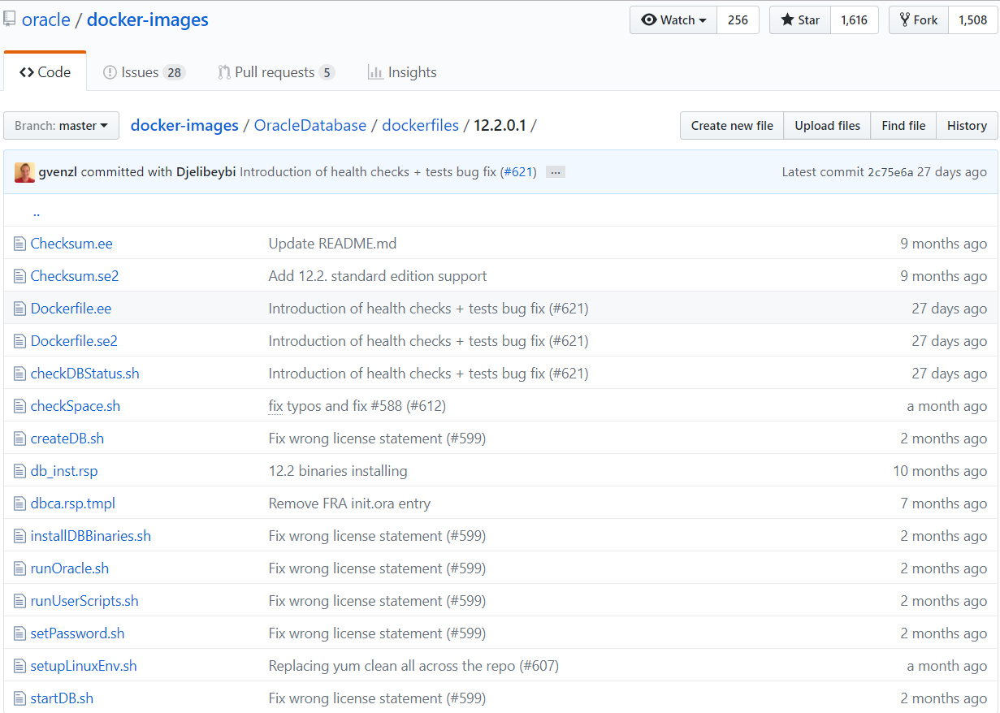 oracle / docker-images Watch 256 Star 1,616 Fork 1,508
Code Issues 28 Pull requests 5 Insights
Branch: master docker-images / OracleDatabase / dockerfiles / 12.2.0.1 / Create new file Upload files Find file History
gvenzl committed with Djelibeybi Introduction of health checks + tests bug fix (#621) ... Latest commit 2c75e6a 27 days ago
..
Checksum.ee Update README.md 9 months ago
Checksum.se2 Add 12.2. standard edition support 9 months ago
Dockerfile.ee Introduction of health checks + tests bug fix (#621) 27 days ago
Dockerfile.se2 Introduction of health checks + tests bug fix (#621) 27 days ago
checkDBStatus.sh Introduction of health checks + tests bug fix (#621) 27 days ago
checkSpace.sh fix typos and fix #588 (#612) a month ago
createDB.sh Fix wrong license statement (#599) 2 months ago
db_inst.rsp 12.2 binaries installing 10 months ago
dbca.rsp.tmpl Remove FRA init.ora entry 7 months ago
installDBBinaries.sh Fix wrong license statement (#599) 2 months ago
runOracle.sh Fix wrong license statement (#599) 2 months ago
runUserScripts.sh Fix wrong license statement (#599) 2 months ago
setPassword.sh Fix wrong license statement (#599) 2 months ago
setupLinuxEnv.sh Replacing yum clean all across the repo (#607) a month ago
startDB.sh Fix wrong license statement (#599) 2 months ago